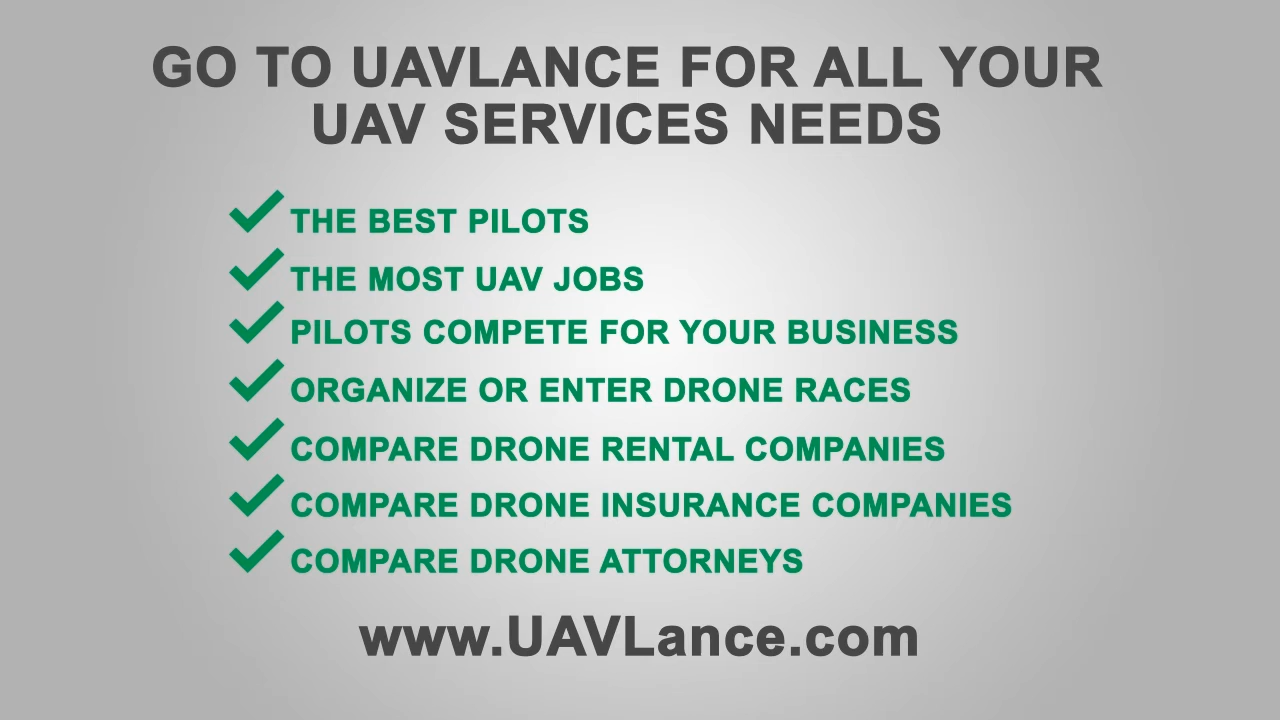 GO TO UAVLANCE FOR ALL YOUR
UAV SERVICES NEEDS
THE BEST PILOTS
THE MOST UAV JOBS
PILOTS COMPETE FOR YOUR BUSINESS
ORGANIZE OR ENTER DRONE RACES
COMPARE DRONE RENTAL COMPANIES
COMPARE DRONE INSURANCE COMPANIES
COMPARE DRONE ATTORNEYS
www.UAVLance.com